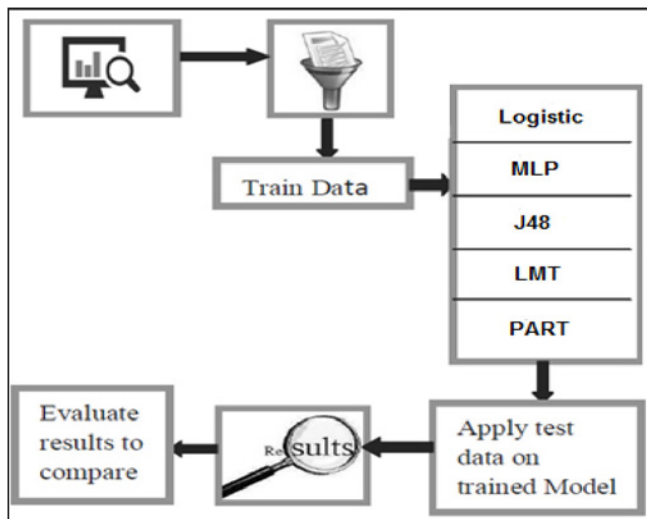 Train Data
Logistic
MLP
J48
LMT
PART
Apply test
data on
trained Model
Results
Evaluate
results to
compare